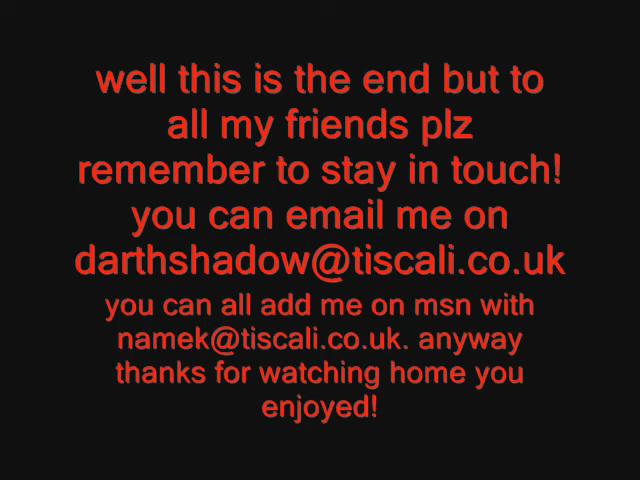 well this is the end but to
all my friends plz
remember to stay in touch!
you can email me on
darthshadow@tiscali.co.uk
you can all add me on msn with
namek@tiscali.co.uk. anyway
thanks for watching home you
enjoyed!